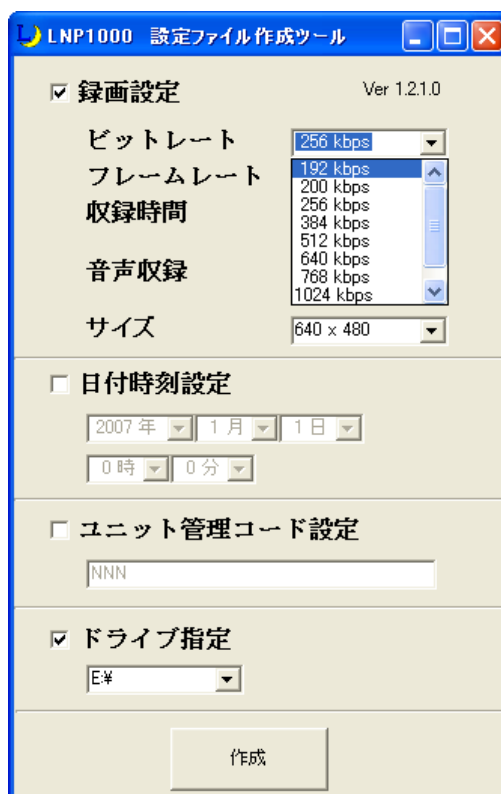 LNP1000 設定ファイル作成ツール
録画設定
Ver 1.2.1.0
ビットレート
256 kbps
フレームレート
収録時間
音声収録
192 kbps
200 kbps
256 kbps
384 kbps
512 kbps
640 kbps
768 kbps
1024 kbps
サイズ
640 x 480
日付時刻設定
2007 年 1 月 1 日
0 時 0 分
ユニット管理コード設定
NNN
ドライブ指定
E:¥
作成